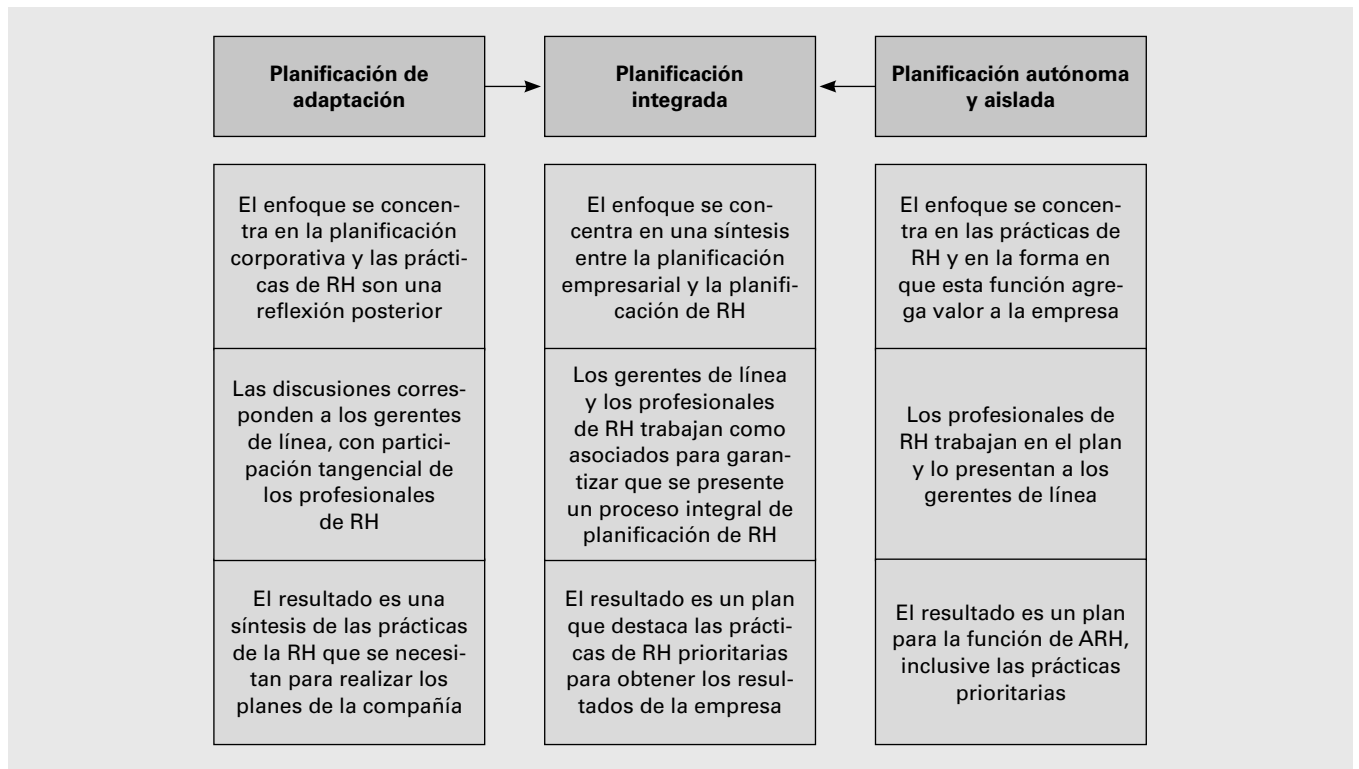 Planificación de
adaptación
Planificación
integrada
Planificación autónoma
y aislada
El enfoque se concen-
tra en la planificación
corporativa y las prácti-
cas de RH son una
reflexión posterior
El enfoque se con-
centra en una síntesis
entre la planificación
empresarial y la planifi-
cación de RH
El enfoque se concen-
tra en las prácticas de
RH y en la forma en
que esta función agre-
ga valor a la empresa
Las discusiones corres-
ponden a los gerentes
de línea, con partici-
pación tangencial de
los profesionales
de RH
Los gerentes de línea
y los profesionales
de RH trabajan como
asociados para garan-
tizar que se presente
un proceso integral de
planificación de RH
Los profesionales de
RH trabajan en el plan
y lo presentan a los
gerentes de línea
El resultado es una
síntesis de las prácticas
de la RH que se necesi-
tan para realizar los
planes de la compañía
El resultado es un plan
que destaca las prácti-
cas de RH prioritarias
para obtener los resul-
tados de la empresa
El resultado es un plan
para la función de ARH,
inclusive las prácticas
prioritarias